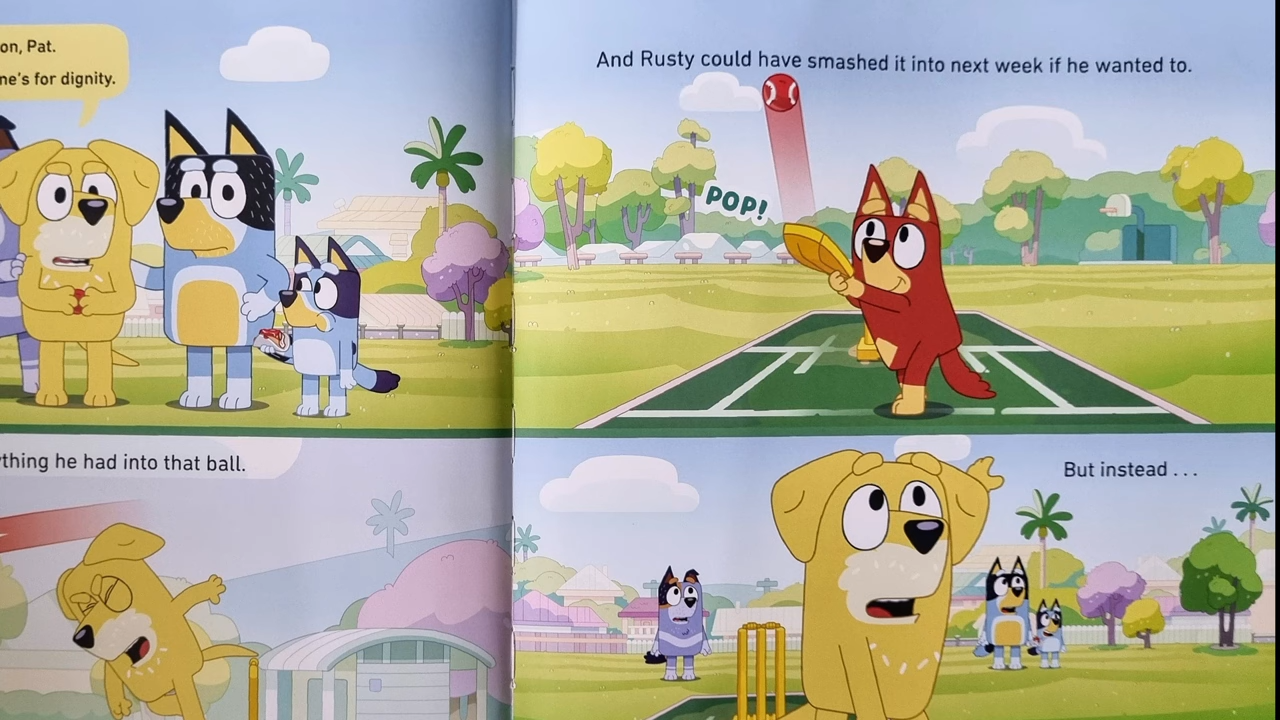 on, Pat.
ne's for dignity.
thing he had into that ball.
And Rusty could have smashed it into next week if he wanted to.
POP!
But instead . . .